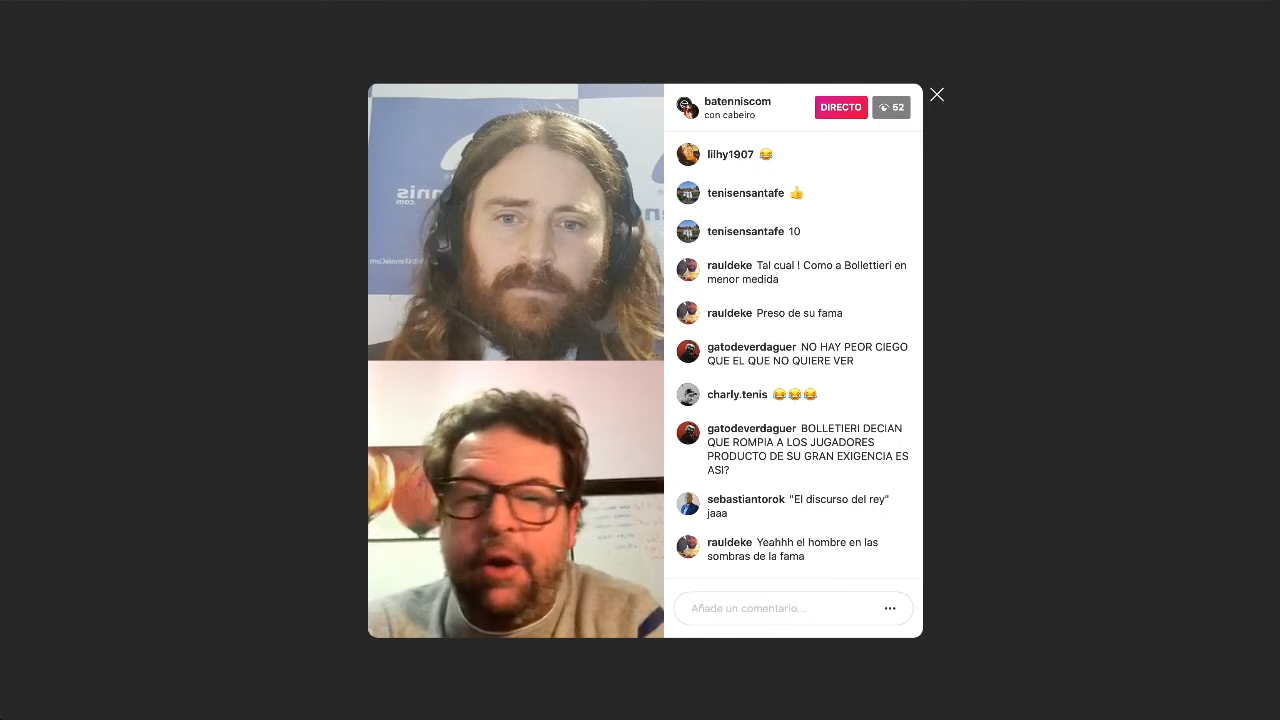 batenniscom
con cabeiro
DIRECTO
52
lilhy1907 😂
tenisensantafe 👍
tenisensantafe 10
rauldeke Tal cual ! Como a Bollettieri en
menor medida
rauldeke Preso de su fama
gatodeverdaguer NO HAY PEOR CIEGO
QUE EL QUE NO QUIERE VER
charly.tenis 😂😂😂
gatodeverdaguer BOLLETIERI DECIAN
QUE ROMPIA A LOS JUGADORES
PRODUCTO DE SU GRAN EXIGENCIA ES
ASI?
sebastiantorok "El discurso del rey"
jaaa
rauldeke Yeahhh el hombre en las
sombras de la fama
Añade un comentario...
nnis
.com